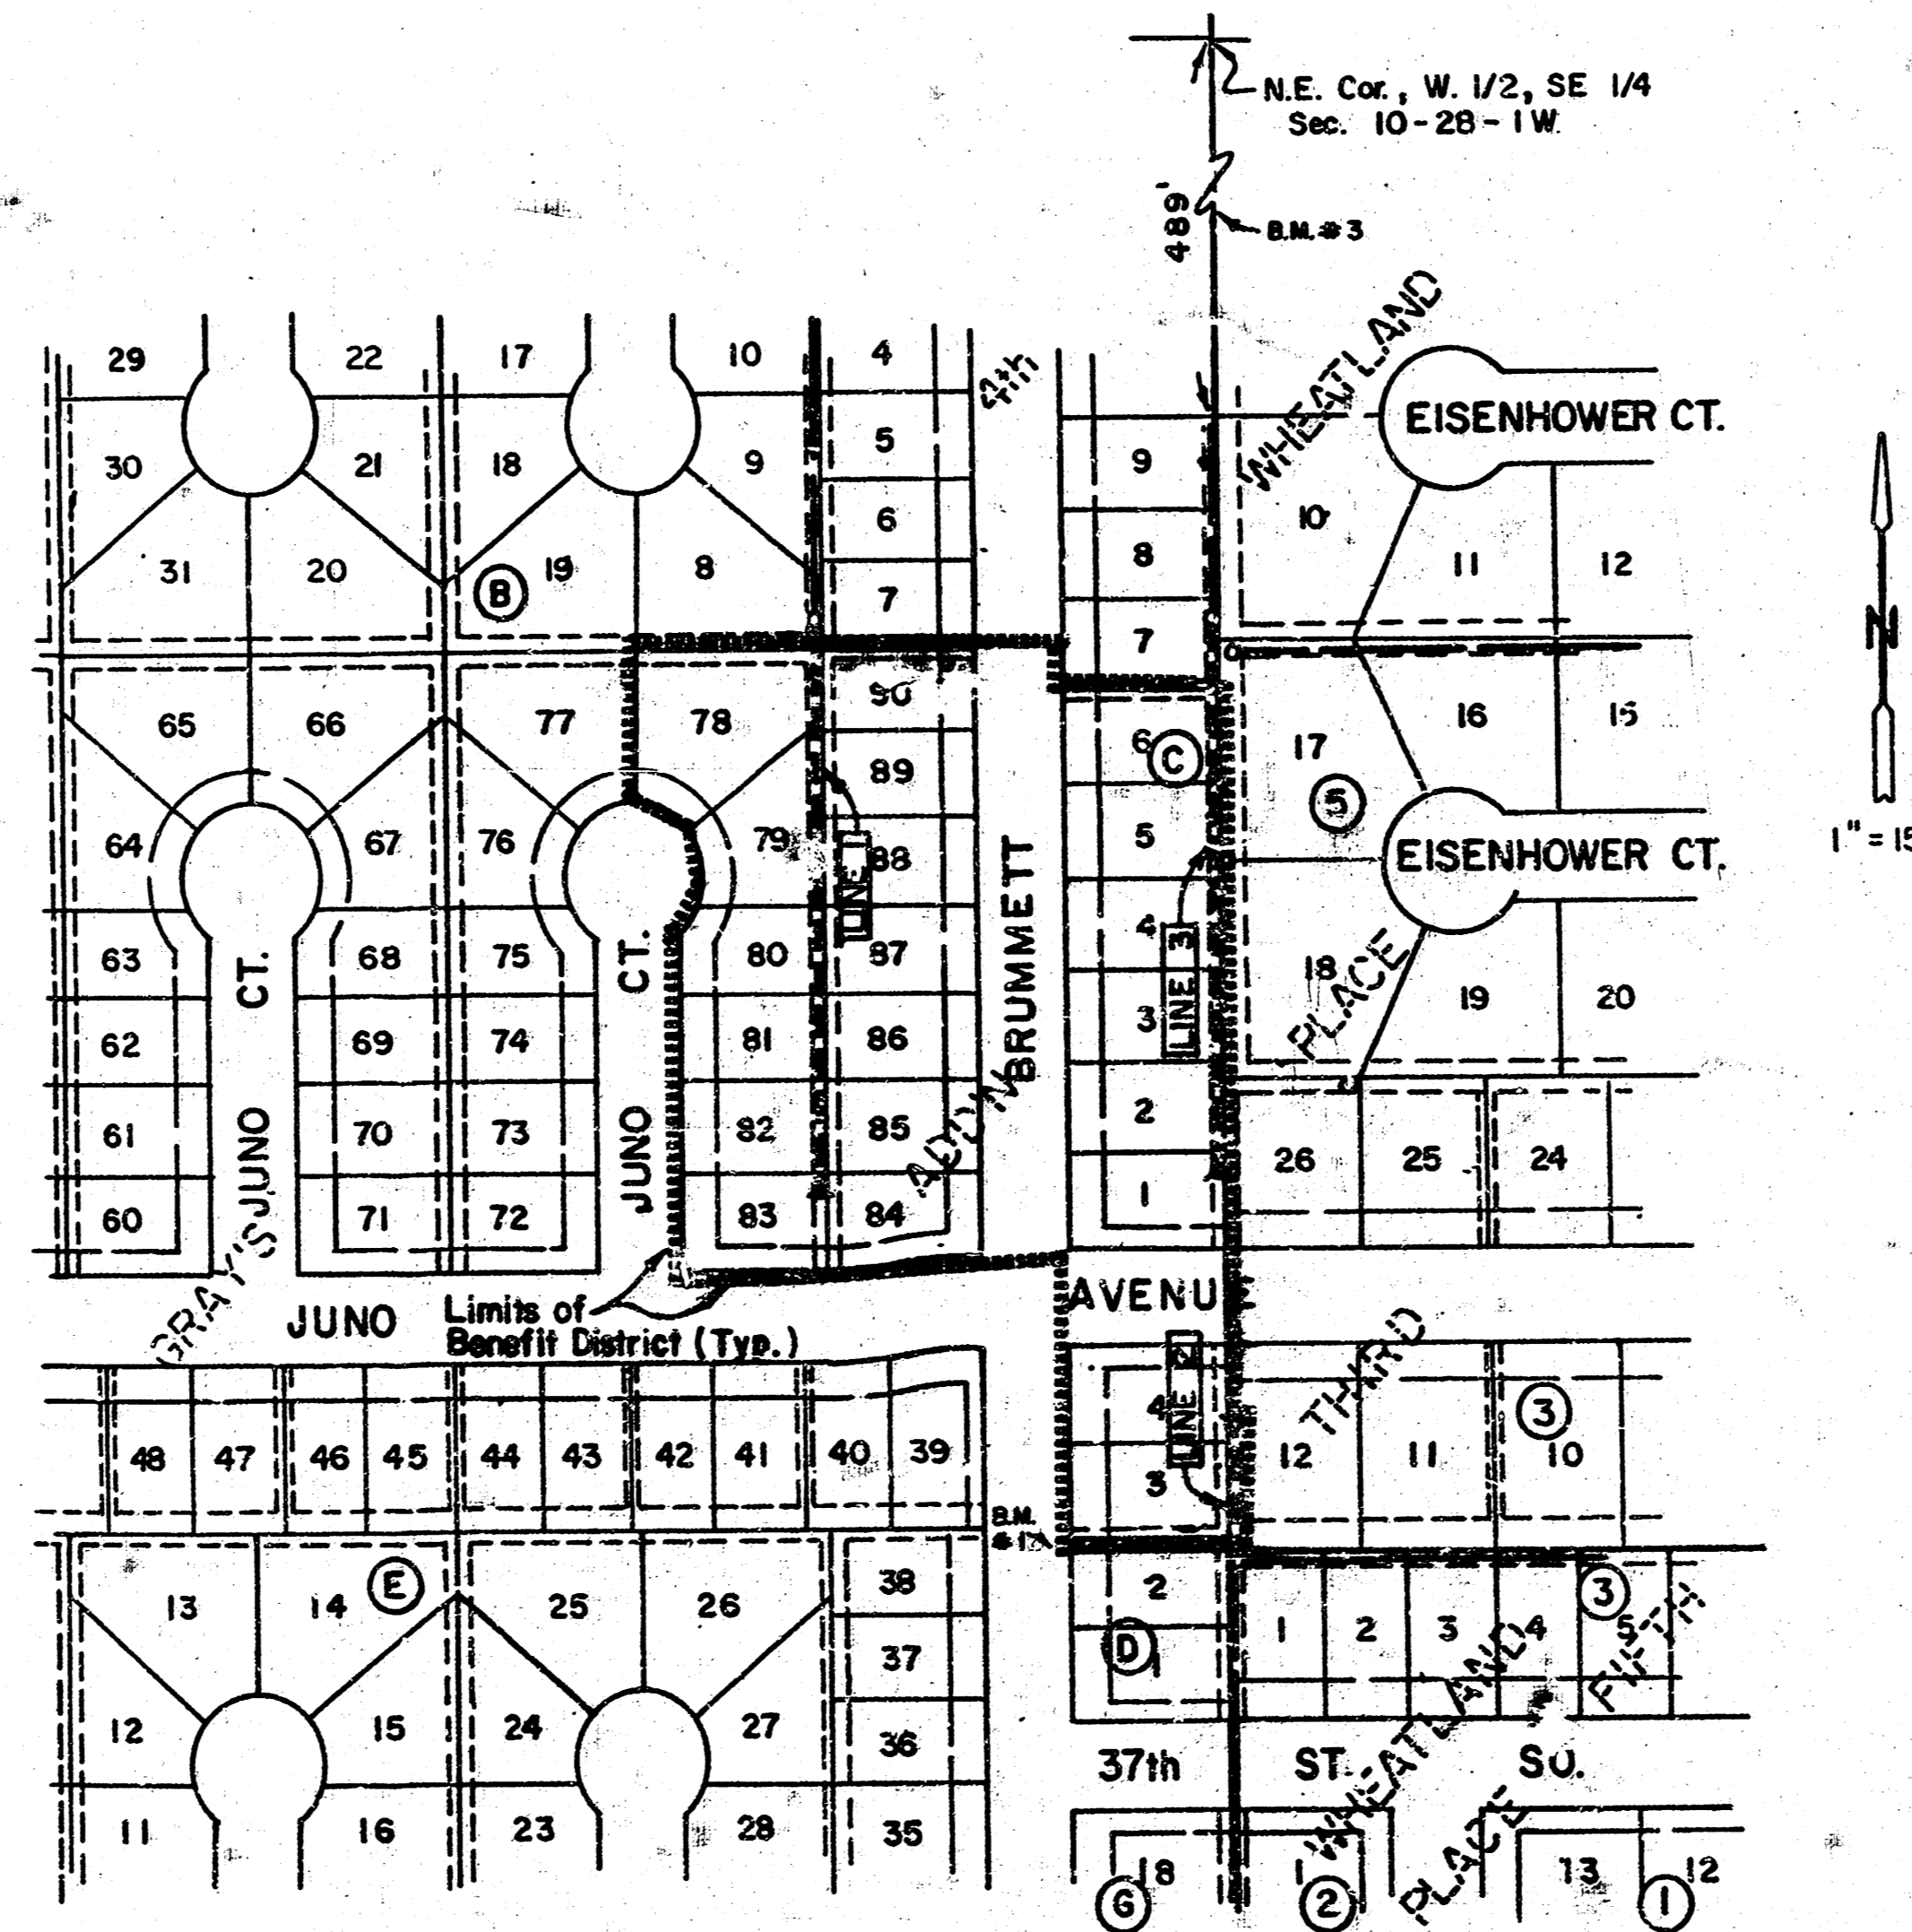 N.E. Cor., W. 1/2, SE 1/4
Sec. 10-28-1W.
489'
B.M.#3
WHEATLAND
4th
29 22 17 10 4
EISENHOWER CT.
30 21 18 9 5 9
10
6
31 20 B 19 8 8 11 12
7
7
N
90
65 66 77 78 6 C 17 16 15
89
5
1" = 15
64 67 76 79 88 5 EISENHOWER CT.
LINE 1
BRUMMETT
4
63 68 75 80 87 18 19 20
CT. CT.
LINE 3
PLACE
62 69 74 81 86 3
ADD'N
2
61 70 73 82 85 26 25 24
JUNO JUNO
1
60 71 72 83 84
GRAY'S
AVENU
JUNO
Limits of
Benefit District (Typ.)
THIRD
LINE 2
4 3
48 47 46 45 44 43 42 41 40 39 3 12 11 10
B.M.
#1
13 14 E 25 26 38 2 3
1 2 3 4 5
37 D 1
FIFTH
12 15 24 27 36
WHEATLAND
37th ST. SO.
PLACE
11 16 23 28 35 18 1 13 12
G 2 1